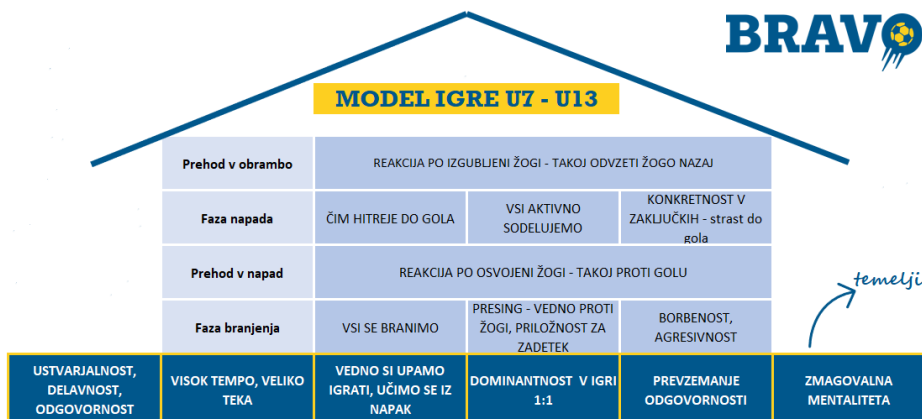 BRAVO
MODEL IGRE U7 - U13
Prehod v obrambo
REAKCIJA PO IZGUBLJENI ŽOGI - TAKOJ ODVZETI ŽOGO NAZAJ
Faza napada
ČIM HITREJE DO GOLA
VSI AKTIVNO
SODELUJEMO
KONKRETNOST V
ZAKLJUČKIH - strast do
gola
Prehod v napad
REAKCIJA PO OSVOJENI ŽOGI - TAKOJ PROTI GOLU
Faza branjenja
VSI SE BRANIMO
PRESING - VEDNO PROTI
ŽOGI, PRILOŽNOST ZA
ZADETEK
BORBENOST,
AGRESIVNOST
temelji
USTVARJALNOST,
DELAVNOST,
ODGOVORNOST
VISOK TEMPO, VELIKO
TEKA
VEDNO SI UPAMO
IGRATI, UČIMO SE IZ
NAPAK
DOMINANTNOST V IGRI
1:1
PREVZEMANJE
ODGOVORNOSTI
ZMAGOVALNA
MENTALITETA